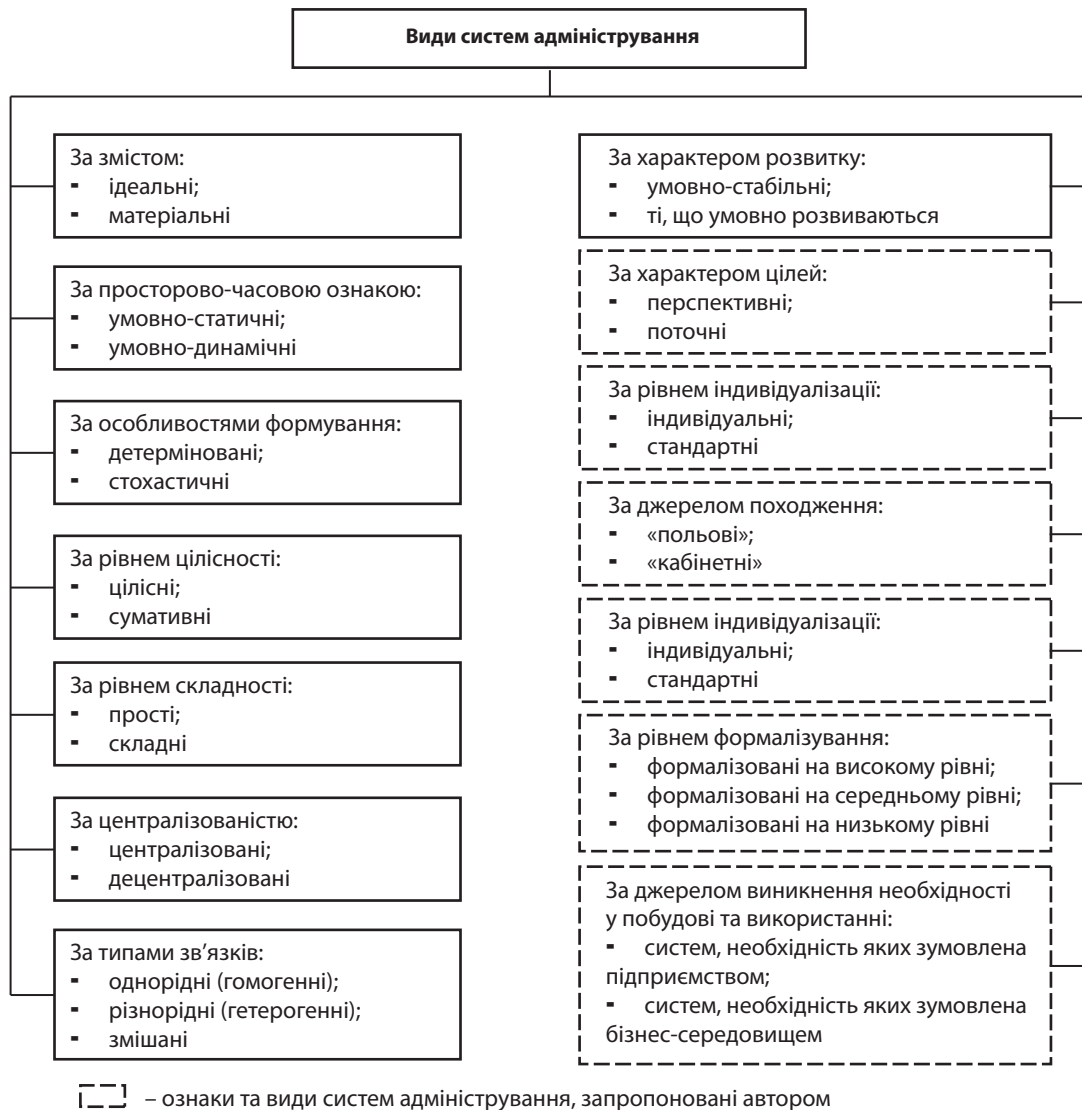 Види систем адміністрування
За змістом:
- ідеальні;
- матеріальні
За просторово-часовою ознакою:
- умовно-статичні;
- умовно-динамічні
За особливостями формування:
- детерміновані;
- стохастичні
За рівнем цілісності:
- цілісні;
- сумативні
За рівнем складності:
- прості;
- складні
За централізованістю:
- централізовані;
- децентралізовані
За типами зв’язків:
- однорідні (гомогенні);
- різнорідні (гетерогенні);
- змішані
За характером розвитку:
- умовно-стабільні;
- ті, що умовно розвиваються
За характером цілей:
- перспективні;
- поточні
За рівнем індивідуалізації:
- індивідуальні;
- стандартні
За джерелом походження:
- «польові»;
- «кабінетні»
За рівнем індивідуалізації:
- індивідуальні;
- стандартні
За рівнем формалізування:
- формалізовані на високому рівні;
- формалізовані на середньому рівні;
- формалізовані на низькому рівні
За джерелом виникнення необхідності
у побудові та використанні:
- систем, необхідність яких зумовлена
підприємством;
- систем, необхідність яких зумовлена
бізнес-середовищем
– ознаки та види систем адміністрування, запропоновані автором